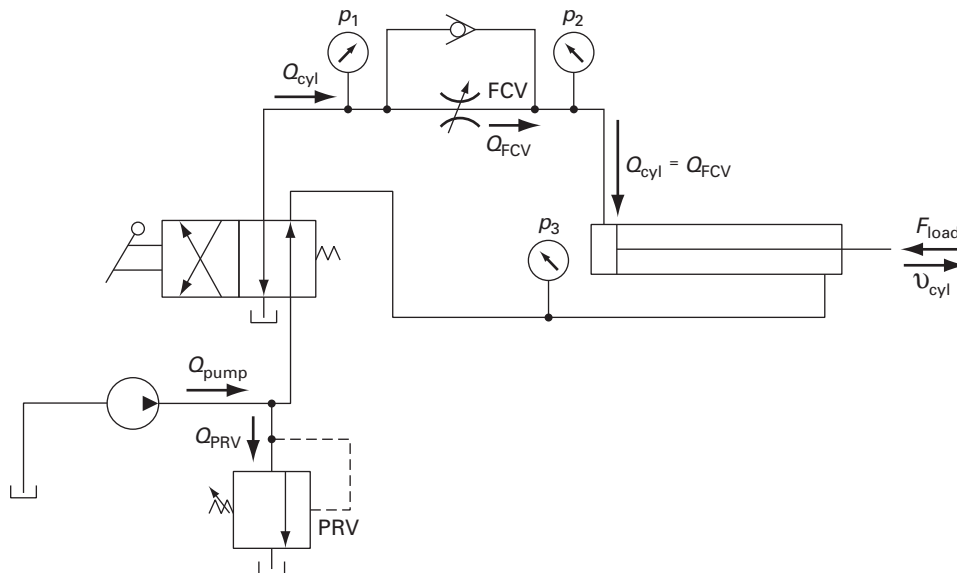 p1
p2
Qcyl
FCV
QFCV
Qcyl = QFCV
p3
Fload
υcyl
Qpump
QPRV
PRV